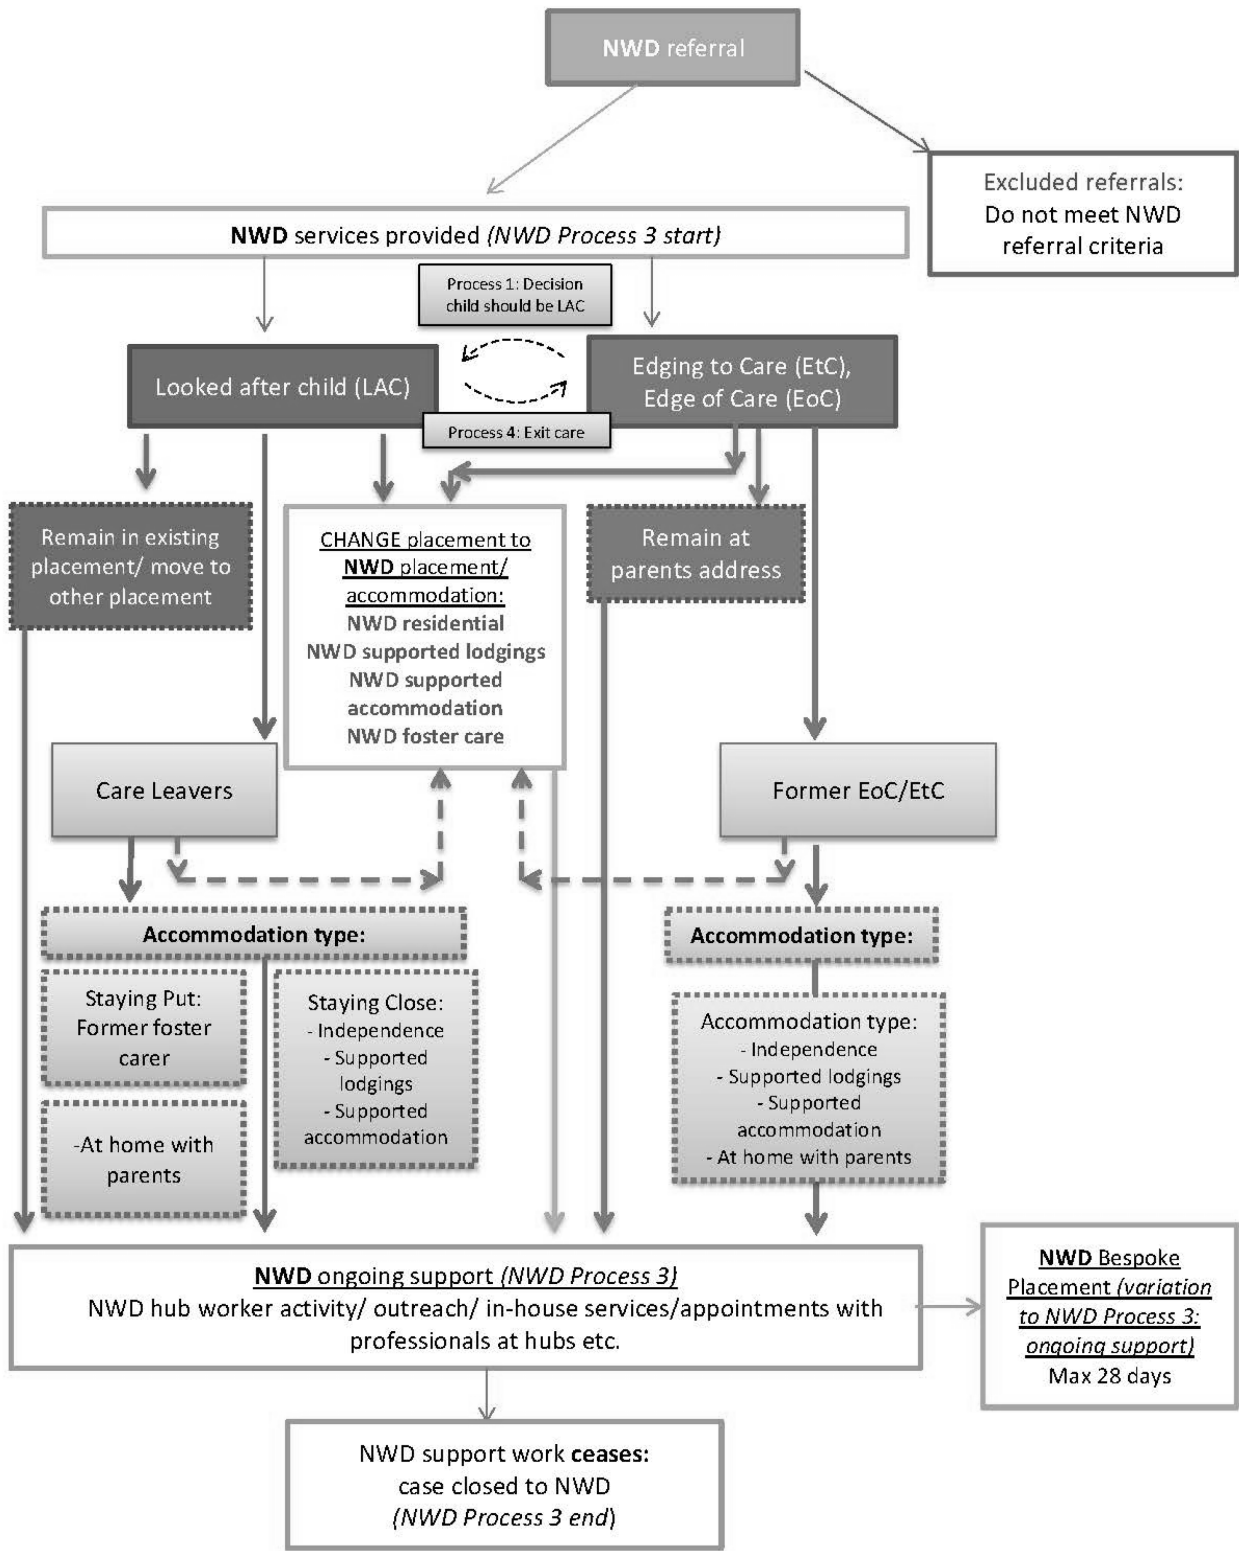 NWD referral
Excluded referrals:
Do not meet NWD
referral criteria
NWD services provided (NWD Process 3 start)
Process 1: Decision
child should be LAC
Looked after child (LAC)
Edging to Care (EtC),
Edge of Care (EoC)
Process 4: Exit care
Remain in existing
placement/ move to
other placement
CHANGE placement to
NWD placement/
accommodation:
NWD residential
NWD supported lodgings
NWD supported
accommodation
NWD foster care
Remain at
parents address
Care Leavers
Former EoC/EtC
Accommodation type:
Staying Put:
Former foster
carer
-At home with
parents
Staying Close:
- Independence
- Supported
lodgings
- Supported
accommodation
Accommodation type:
Accommodation type:
- Independence
- Supported lodgings
- Supported
accommodation
- At home with parents
NWD ongoing support (NWD Process 3)
NWD hub worker activity/ outreach/ in-house services/appointments with
professionals at hubs etc.
NWD Bespoke
Placement (variation
to NWD Process 3:
ongoing support)
Max 28 days
NWD support work ceases:
case closed to NWD
(NWD Process 3 end)